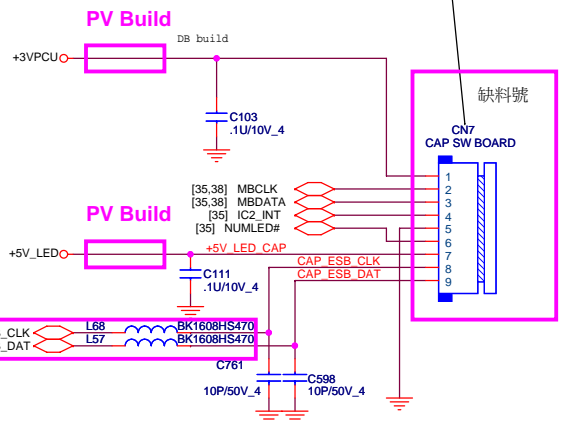 PV Build
DB build
+3VPCU
缺料號
C103
.1U/10V_4
CN7
CAP SW BOARD
1
[35,38] MBCLK
2
[35,38] MBDATA
3
[35] IC2_INT
4
[35] NUMLED#
5
6
PV Build
+5V_LED
+5V_LED_CAP
7
CAP_ESB_CLK
8
CAP_ESB_DAT
9
C111
.1U/10V_4
_CLK
L68
BK1608HS470
_DAT
L57
BK1608HS470
C761
10P/50V_4
C598
10P/50V_4